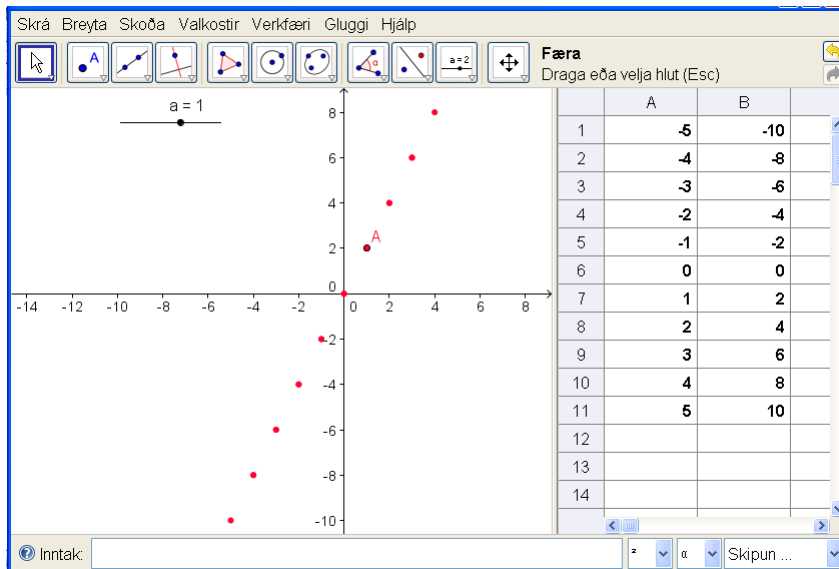 Skrá Breyta Skoða Valkostir Verkfæri Gluggi Hjálp
A
α
a=2
Færa
Draga eða velja hlut (Esc)
a = 1
8
6
4
2
0
-2
-4
-6
-8
-10
-14 -12 -10 -8 -6 -4 -2 0 2 4 6 8
A
A B
1 -5 -10
2 -4 -8
3 -3 -6
4 -2 -4
5 -1 -2
6 0 0
7 1 2
8 2 4
9 3 6
10 4 8
11 5 10
12
13
14
Inntak: ² α Skipun ...